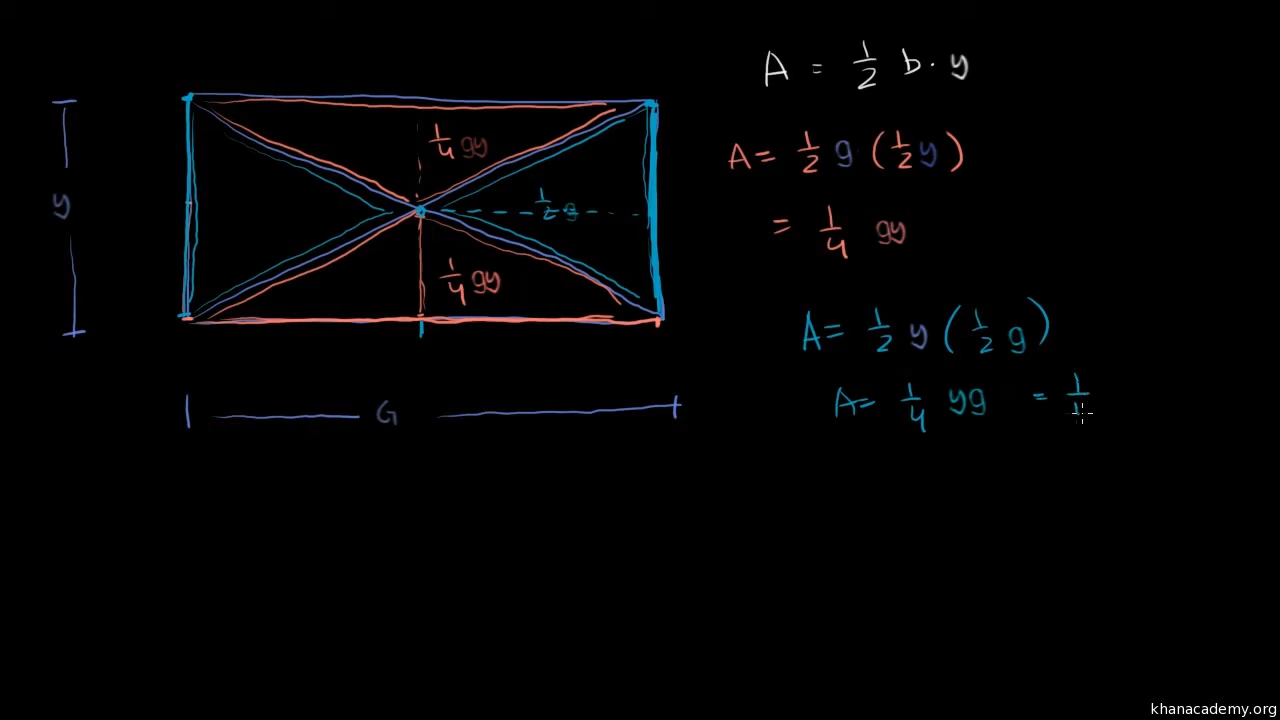 A = 1/2 b · y
A = 1/2 g (1/2 y)
= 1/4 gy
A = 1/2 y (1/2 g)
A = 1/4 yg = 1/
1/4 gy
1/2 g
1/4 gy
y
G
khanacademy.org